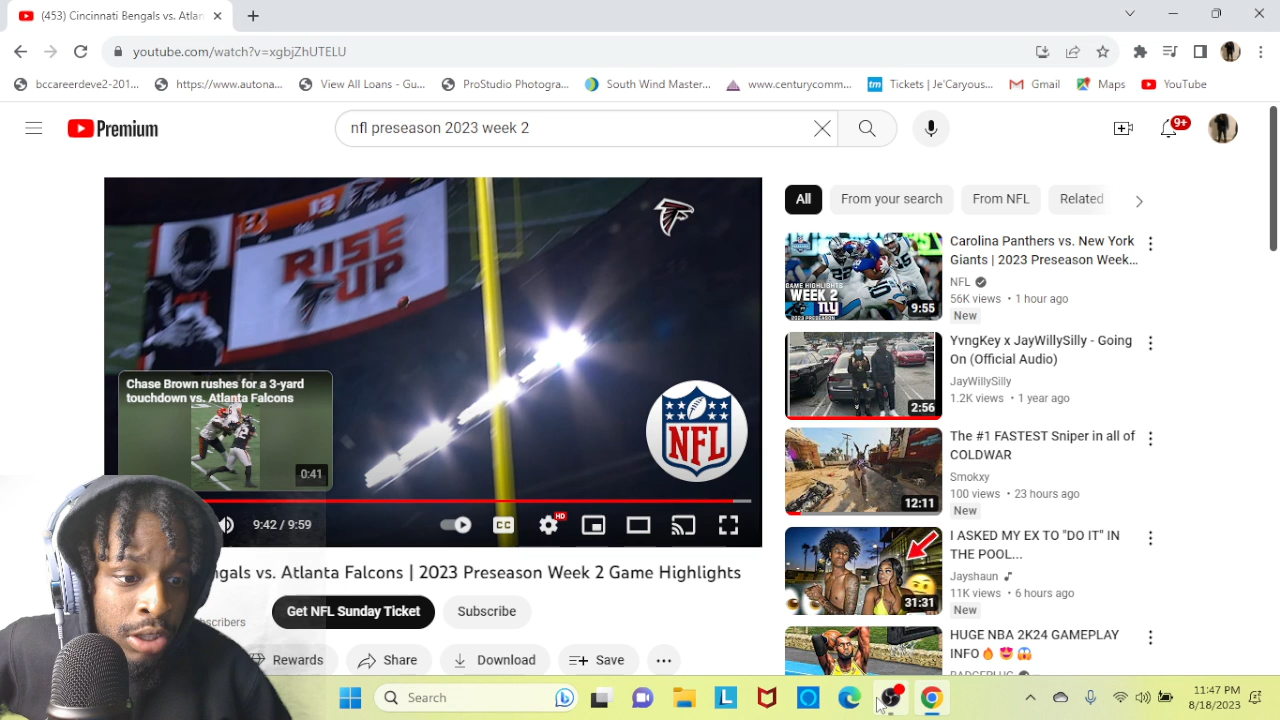 (453) Cincinnati Bengals vs. Atlan
youtube.com/watch?v=xgbjZhUTELU
bccareerdeve2-201...
https://www.autona...
View All Loans - Gu...
ProStudio Photogra...
South Wind Master...
www.centurycomm...
tm
Tickets | Je'Caryous...
Gmail
Maps
YouTube
Premium
nfl preseason 2023 week 2
9+
13
RISE
UP
NFL
Chase Brown rushes for a 3-yard
touchdown vs. Atlanta Falcons
0:41
9:42 / 9:59
CC
HD
gals vs. Atlanta Falcons | 2023 Preseason Week 2 Game Highlights
scribers
Get NFL Sunday Ticket
Subscribe
Rewards
Share
Download
Save
All
From your search
From NFL
Related
GAME HIGHLIGHTS
WEEK 2
9:55
Carolina Panthers vs. New York
Giants | 2023 Preseason Week...
NFL
56K views • 1 hour ago
New
2:56
YvngKey x JayWillySilly - Going
On (Official Audio)
JayWillySilly
1.2K views • 1 year ago
12:11
The #1 FASTEST Sniper in all of
COLDWAR
Smokxy
100 views • 23 hours ago
New
31:31
I ASKED MY EX TO "DO IT" IN
THE POOL...
Jayshaun
11K views • 6 hours ago
New
HUGE NBA 2K24 GAMEPLAY
INFO🔥 😍 😱
Search
11:47 PM
8/18/2023